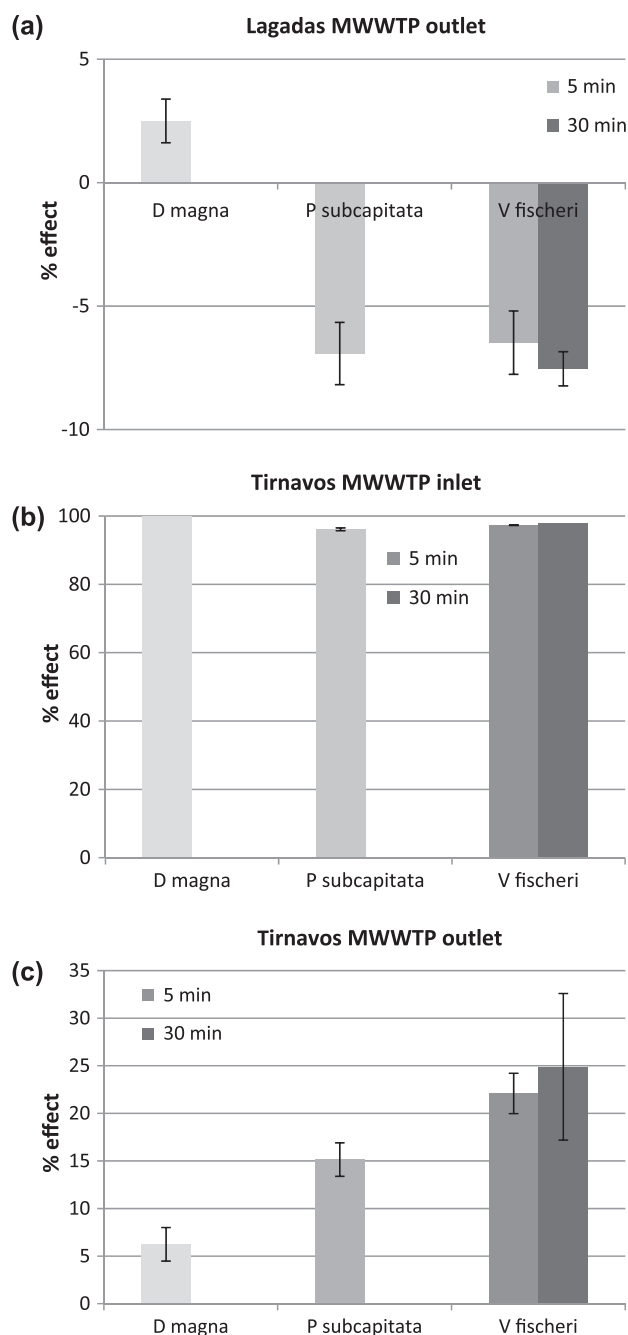 (a)
Lagadas MWWTP outlet
5
5 min
30 min
0
D magna P subcapitata V fischeri
% effect
-5
-10
Tirnavos MWWTP inlet
(b)
100
5 min
80
30 min
60
% effect
40
20
0
D magna P subcapitata V fischeri
Tirnavos MWWTP outlet
(c)
35
5 min
30
30 min
25
20
% effect
15
10
5
0
D magna P subcapitata V fischeri